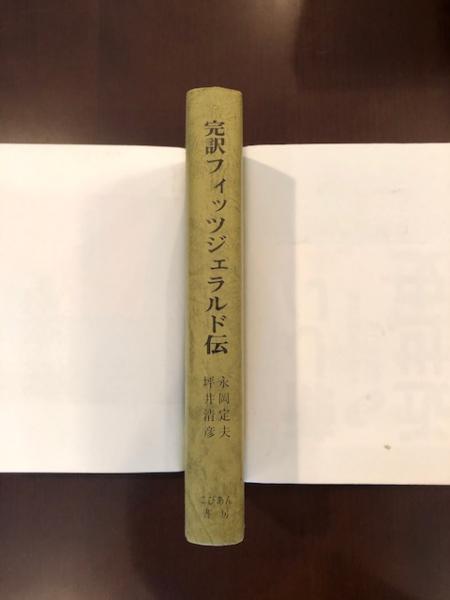 完訳フィッツジェラルド伝
永岡定夫
坪井清彦
こびあん
書房